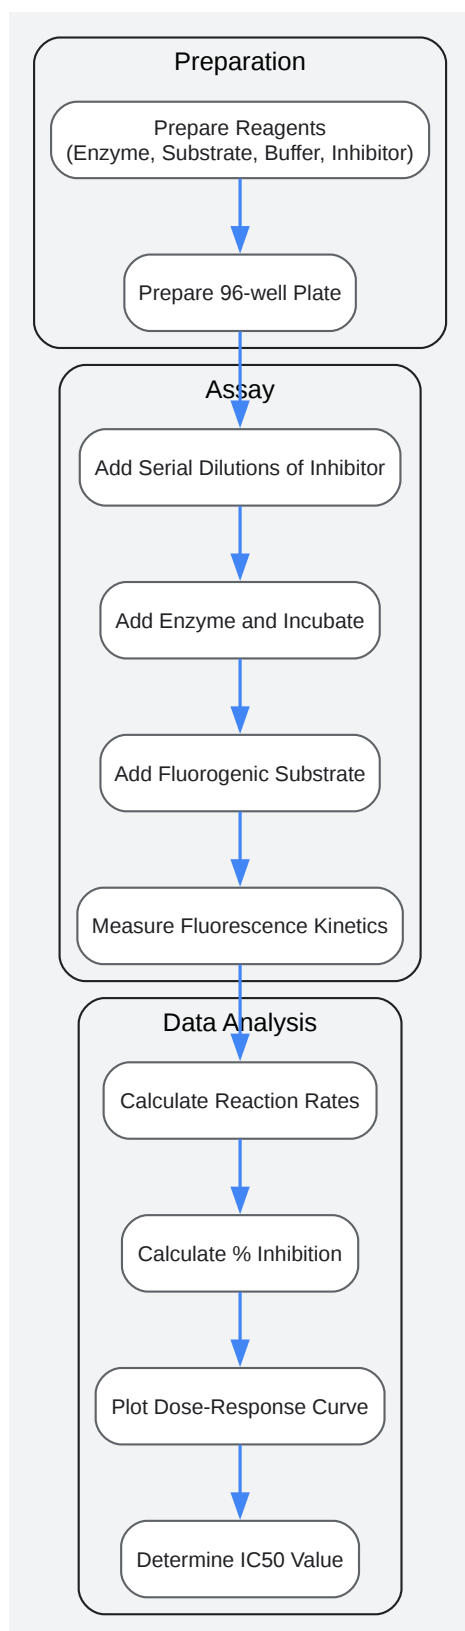 Preparation
Prepare Reagents
(Enzyme, Substrate, Buffer, Inhibitor)
Prepare 96-well Plate
Assay
Add Serial Dilutions of Inhibitor
Add Enzyme and Incubate
Add Fluorogenic Substrate
Measure Fluorescence Kinetics
Data Analysis
Calculate Reaction Rates
Calculate % Inhibition
Plot Dose-Response Curve
Determine IC50 Value